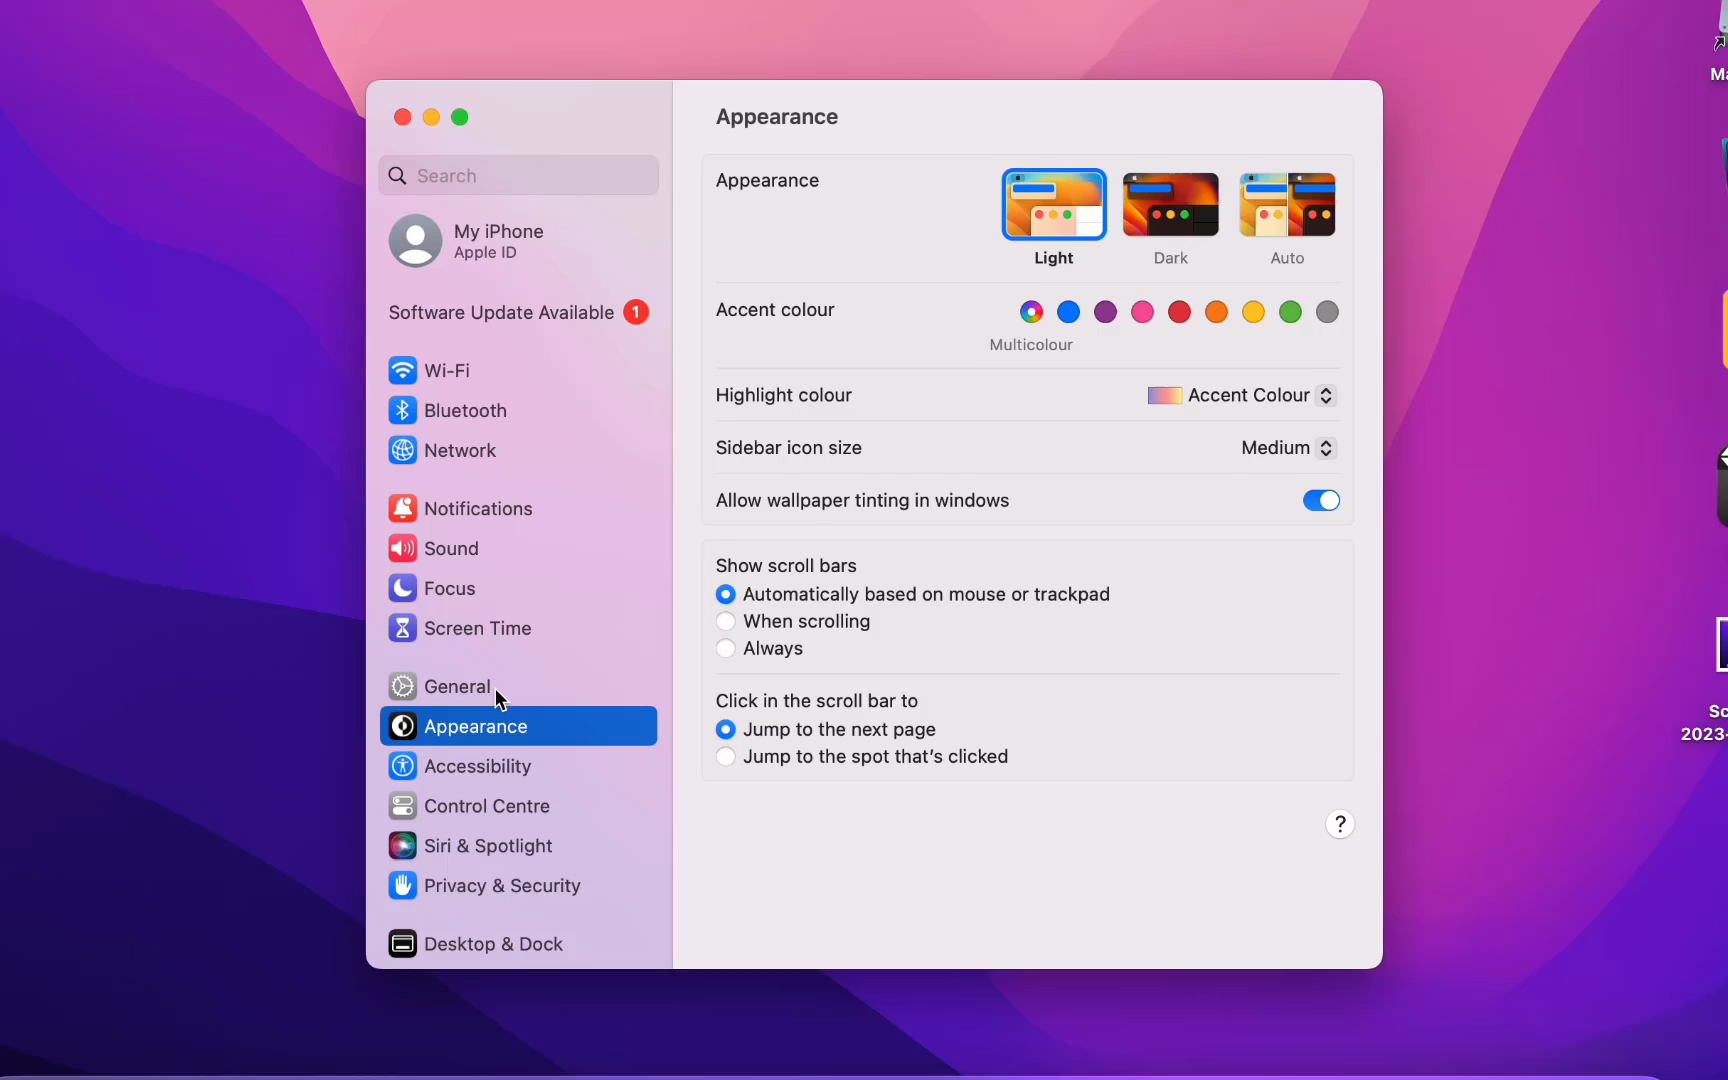 Search
My iPhone
Apple ID
Software Update Available 1
Wi-Fi
Bluetooth
Network
Notifications
Sound
Focus
Screen Time
General
Appearance
Accessibility
Control Centre
Siri & Spotlight
Privacy & Security
Desktop & Dock
Appearance
Appearance
Light Dark Auto
Accent colour
Multicolour
Highlight colour Accent Colour
Sidebar icon size Medium
Allow wallpaper tinting in windows
Show scroll bars
Automatically based on mouse or trackpad
When scrolling
Always
Click in the scroll bar to
Jump to the next page
Jump to the spot that's clicked
?
2023-